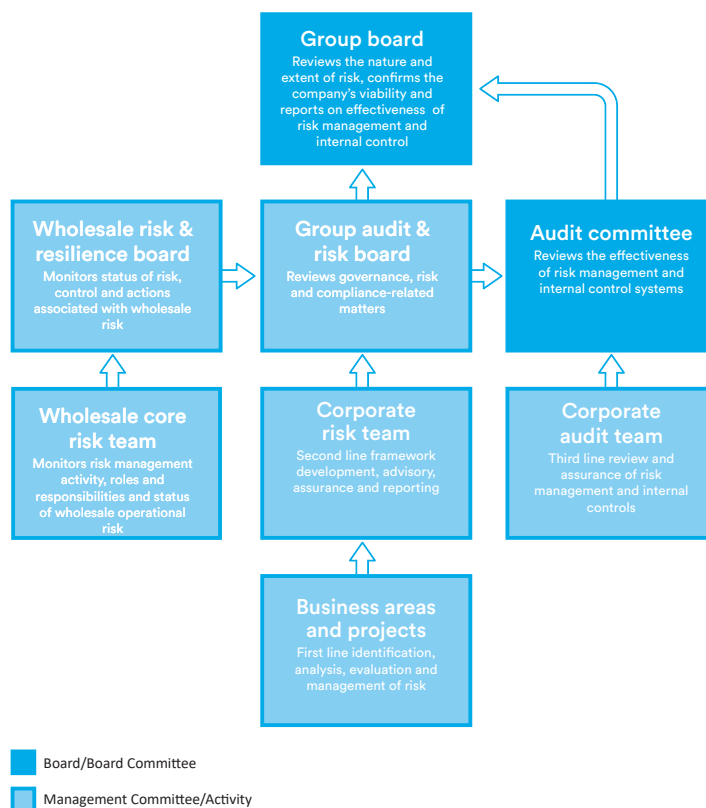 Group board
Reviews the nature and
extent of risk, confirms the
company's viability and
reports on effectiveness of
risk management and
internal control
Wholesale risk &
resilience board
Monitors status of risk,
control and actions
associated with wholesale
risk
Group audit &
risk board
Reviews governance, risk
and compliance-related
matters
Audit committee
Reviews the effectiveness
of risk management and
internal control systems
Wholesale core
risk team
Monitors risk management
activity, roles and
responsibilities and status
of wholesale operational
risk
Corporate
risk team
Second line framework
development, advisory,
assurance and reporting
Corporate
audit team
Third line review and
assurance of risk
management and internal
controls
Business areas
and projects
First line identification,
analysis, evaluation and
management of risk
Board/Board Committee
Management Committee/Activity